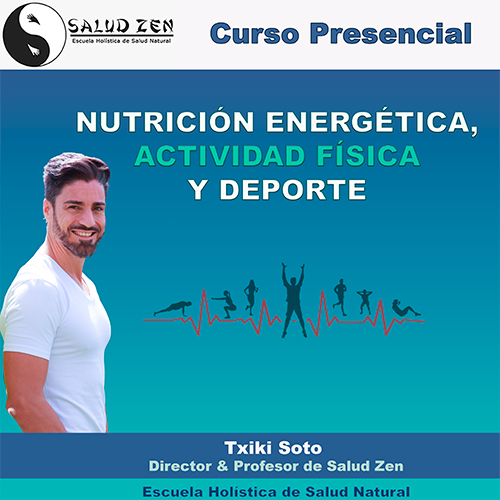 SALUD ZEN
Escuela Holística de Salud Natural
Curso Presencial
NUTRICIÓN ENERGÉTICA,
ACTIVIDAD FÍSICA
Y DEPORTE
Txiki Soto
Director & Profesor de Salud Zen
Escuela Holística de Salud Natural